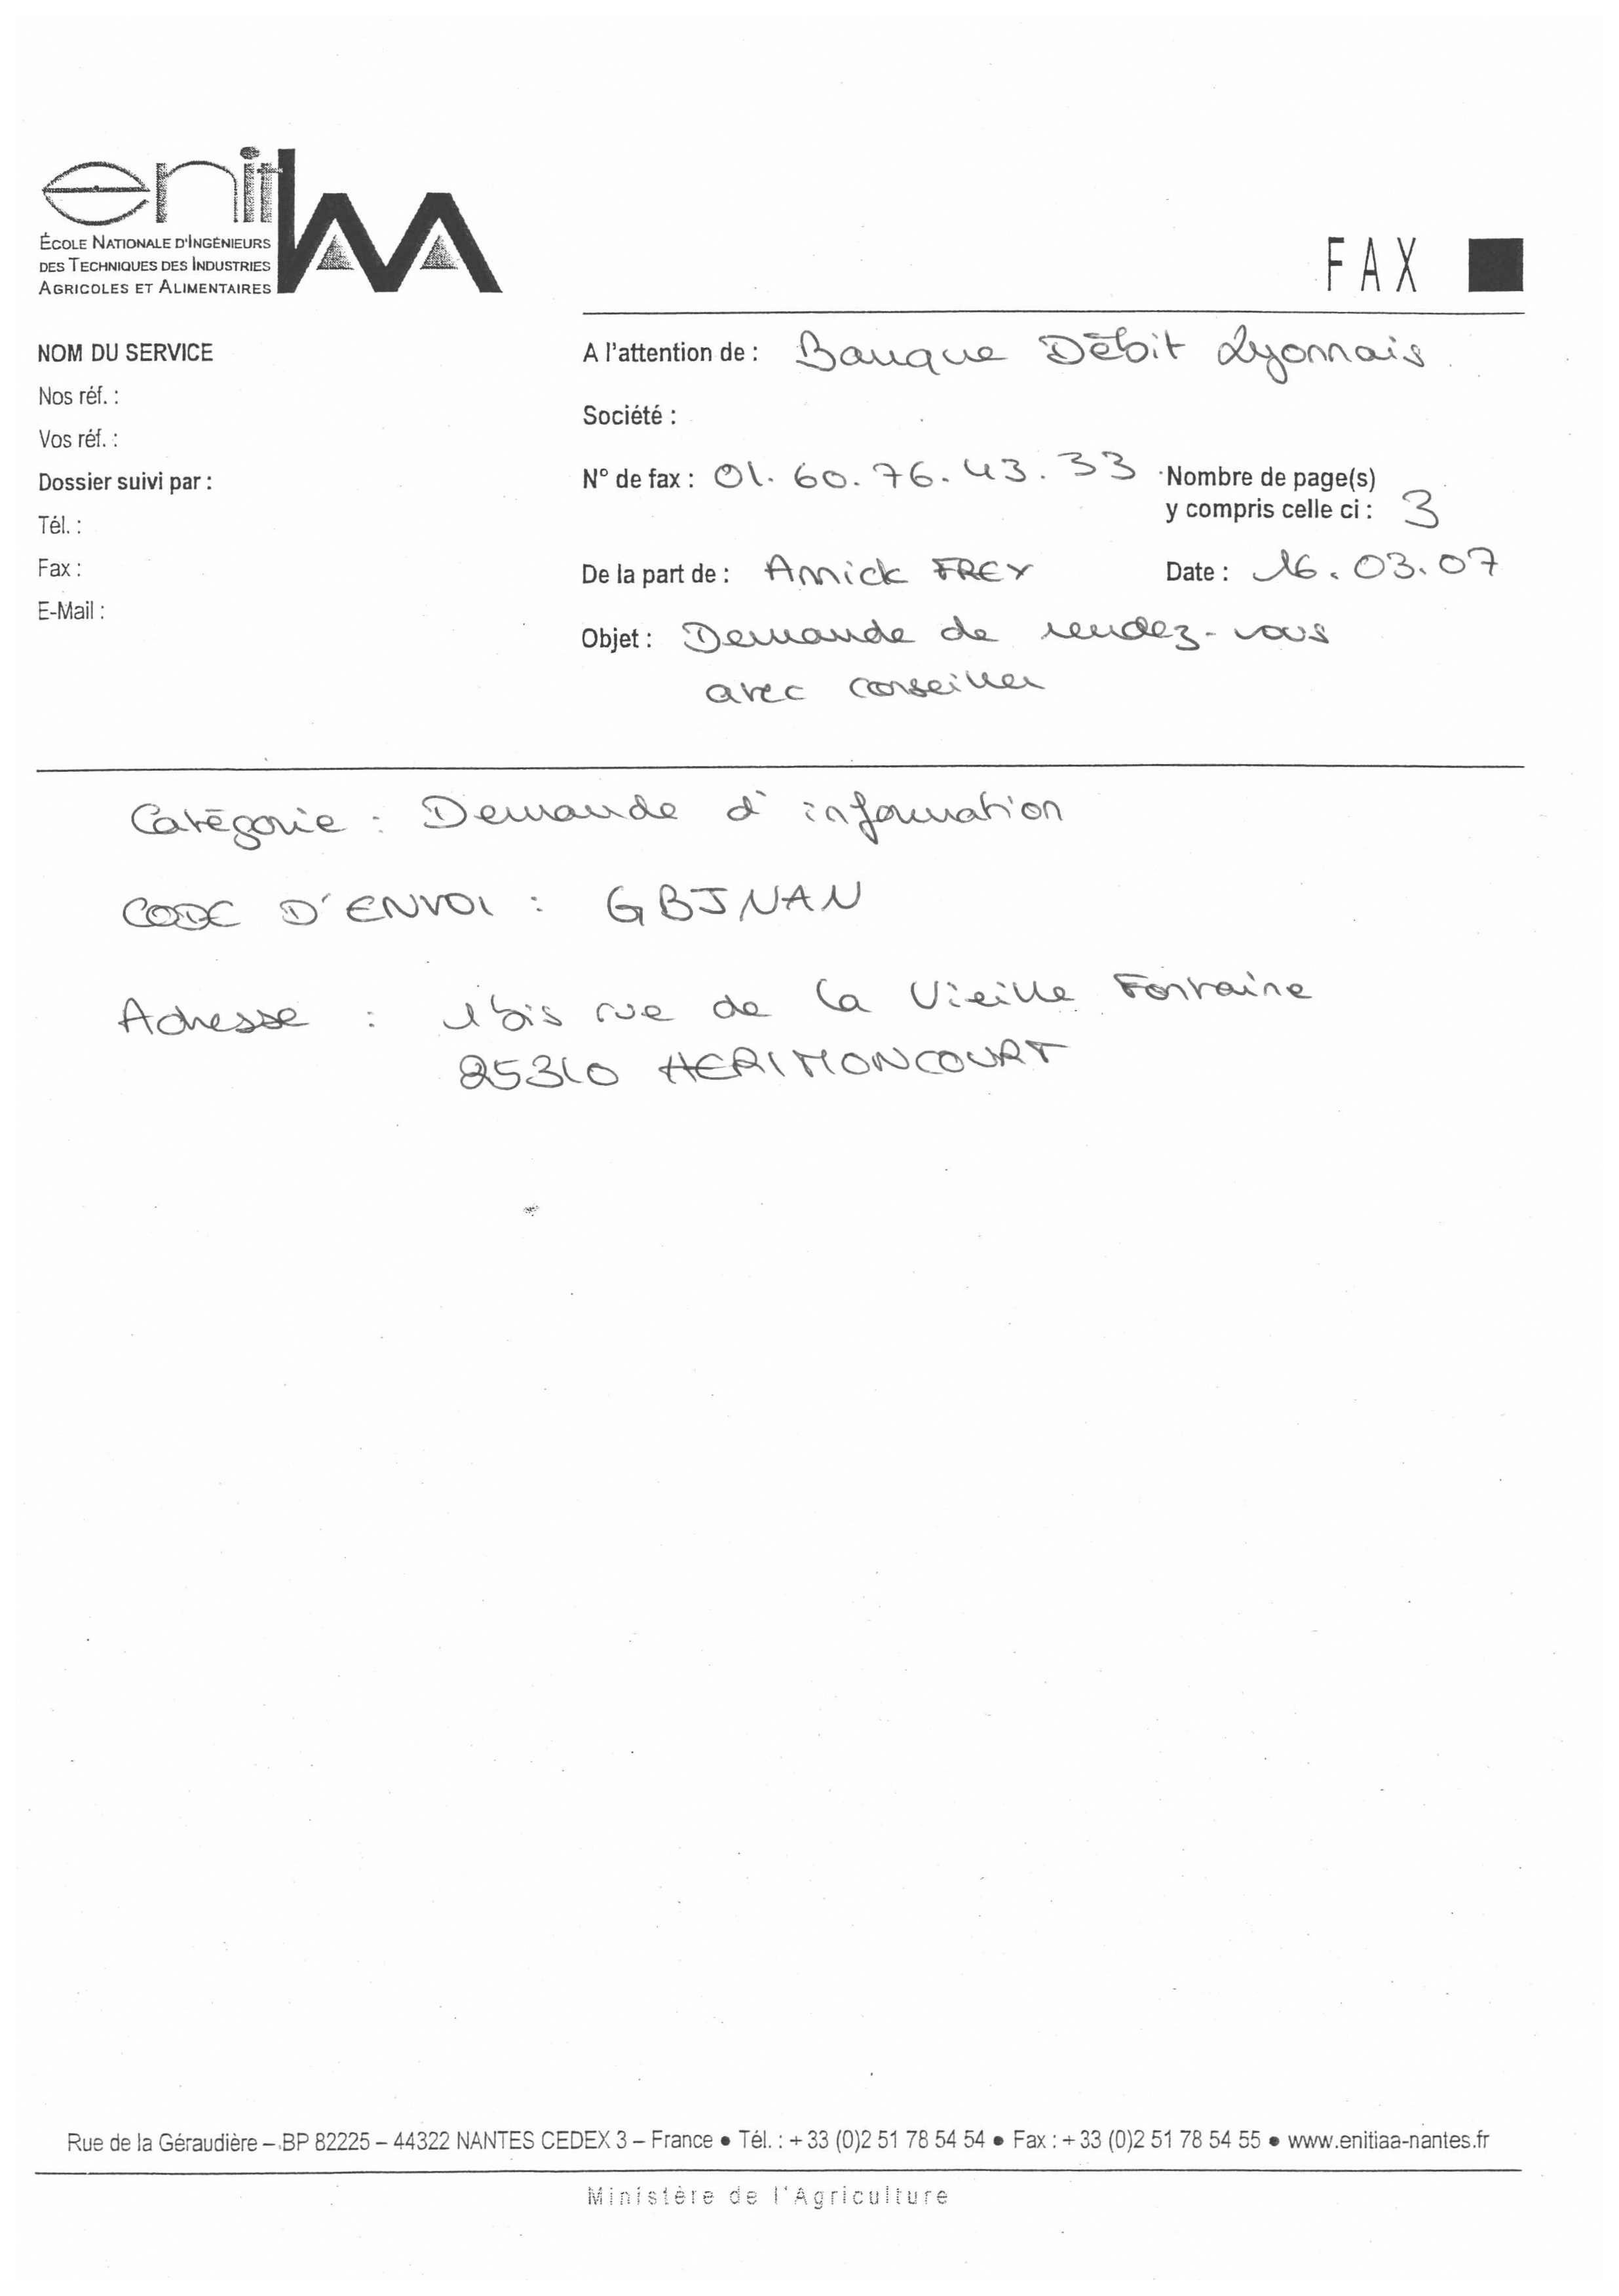 enitIAA
ÉCOLE NATIONALE D'INGÉNIEURS
DES TECHNIQUES DES INDUSTRIES
AGRICOLES ET ALIMENTAIRES
FAX
NOM DU SERVICE
Nos réf. :
Vos réf. :
Dossier suivi par :
Tél. :
Fax :
E-Mail :
A l'attention de : Banque Débit Lyonnais
Société :
N° de fax : 01.60.76.43.33 Nombre de page(s)
y compris celle ci : 3
De la part de : Annick FREY Date : 16.03.07
Objet : Demande de rendez-vous
avec conseiller
Catégorie : Demande d'information
CODE D'ENVOI : GBJNAN
Adresse : 1 bis rue de la Vieille Fontaine
25310 HERIMONCOURT
Rue de la Géraudière – BP 82225 – 44322 NANTES CEDEX 3 – France • Tél. : + 33 (0)2 51 78 54 54 • Fax : + 33 (0)2 51 78 54 55 • www.enitiaa-nantes.fr
Ministère de l'Agriculture